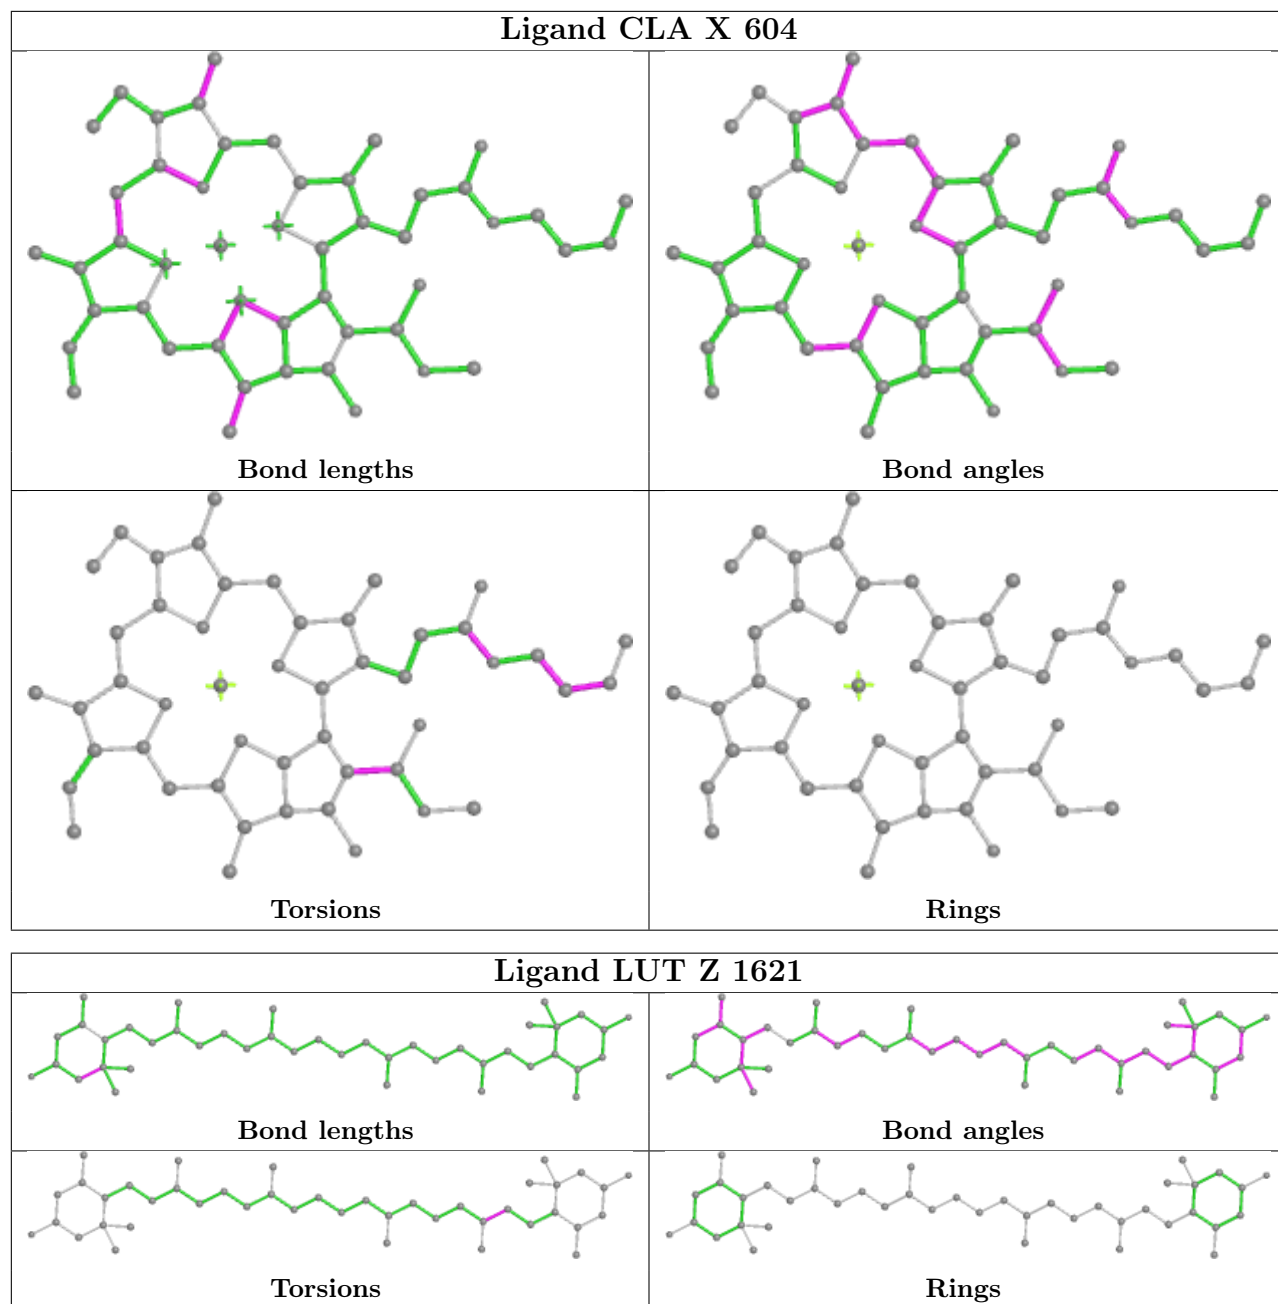 Ligand CLA X 604
Bond lengths
Bond angles
Torsions
Rings
Ligand LUT Z 1621
Bond lengths
Bond angles
Torsions
Rings